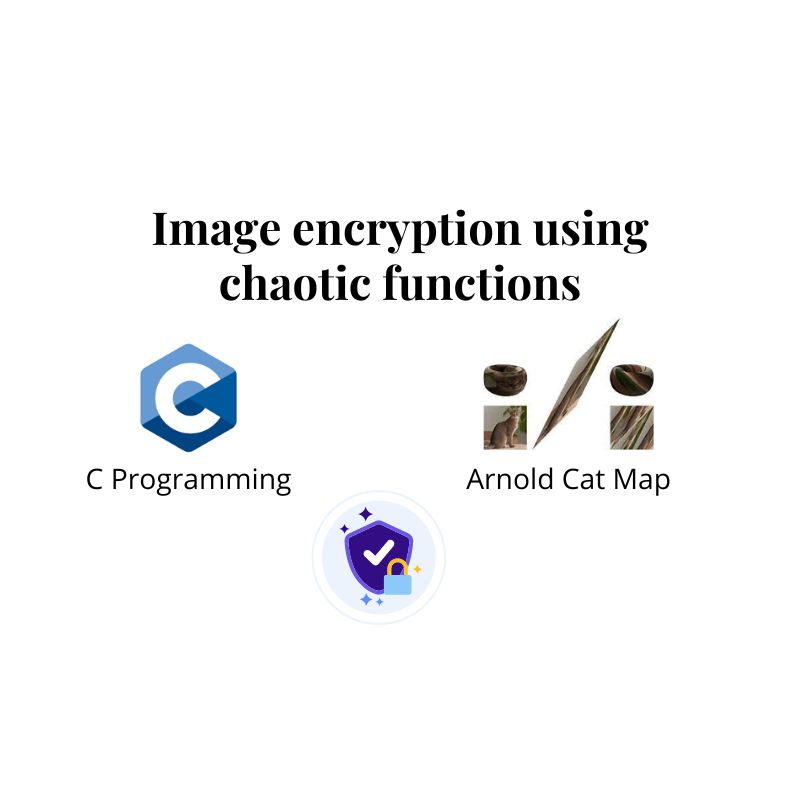 Image encryption using
chaotic functions
C Programming
Arnold Cat Map